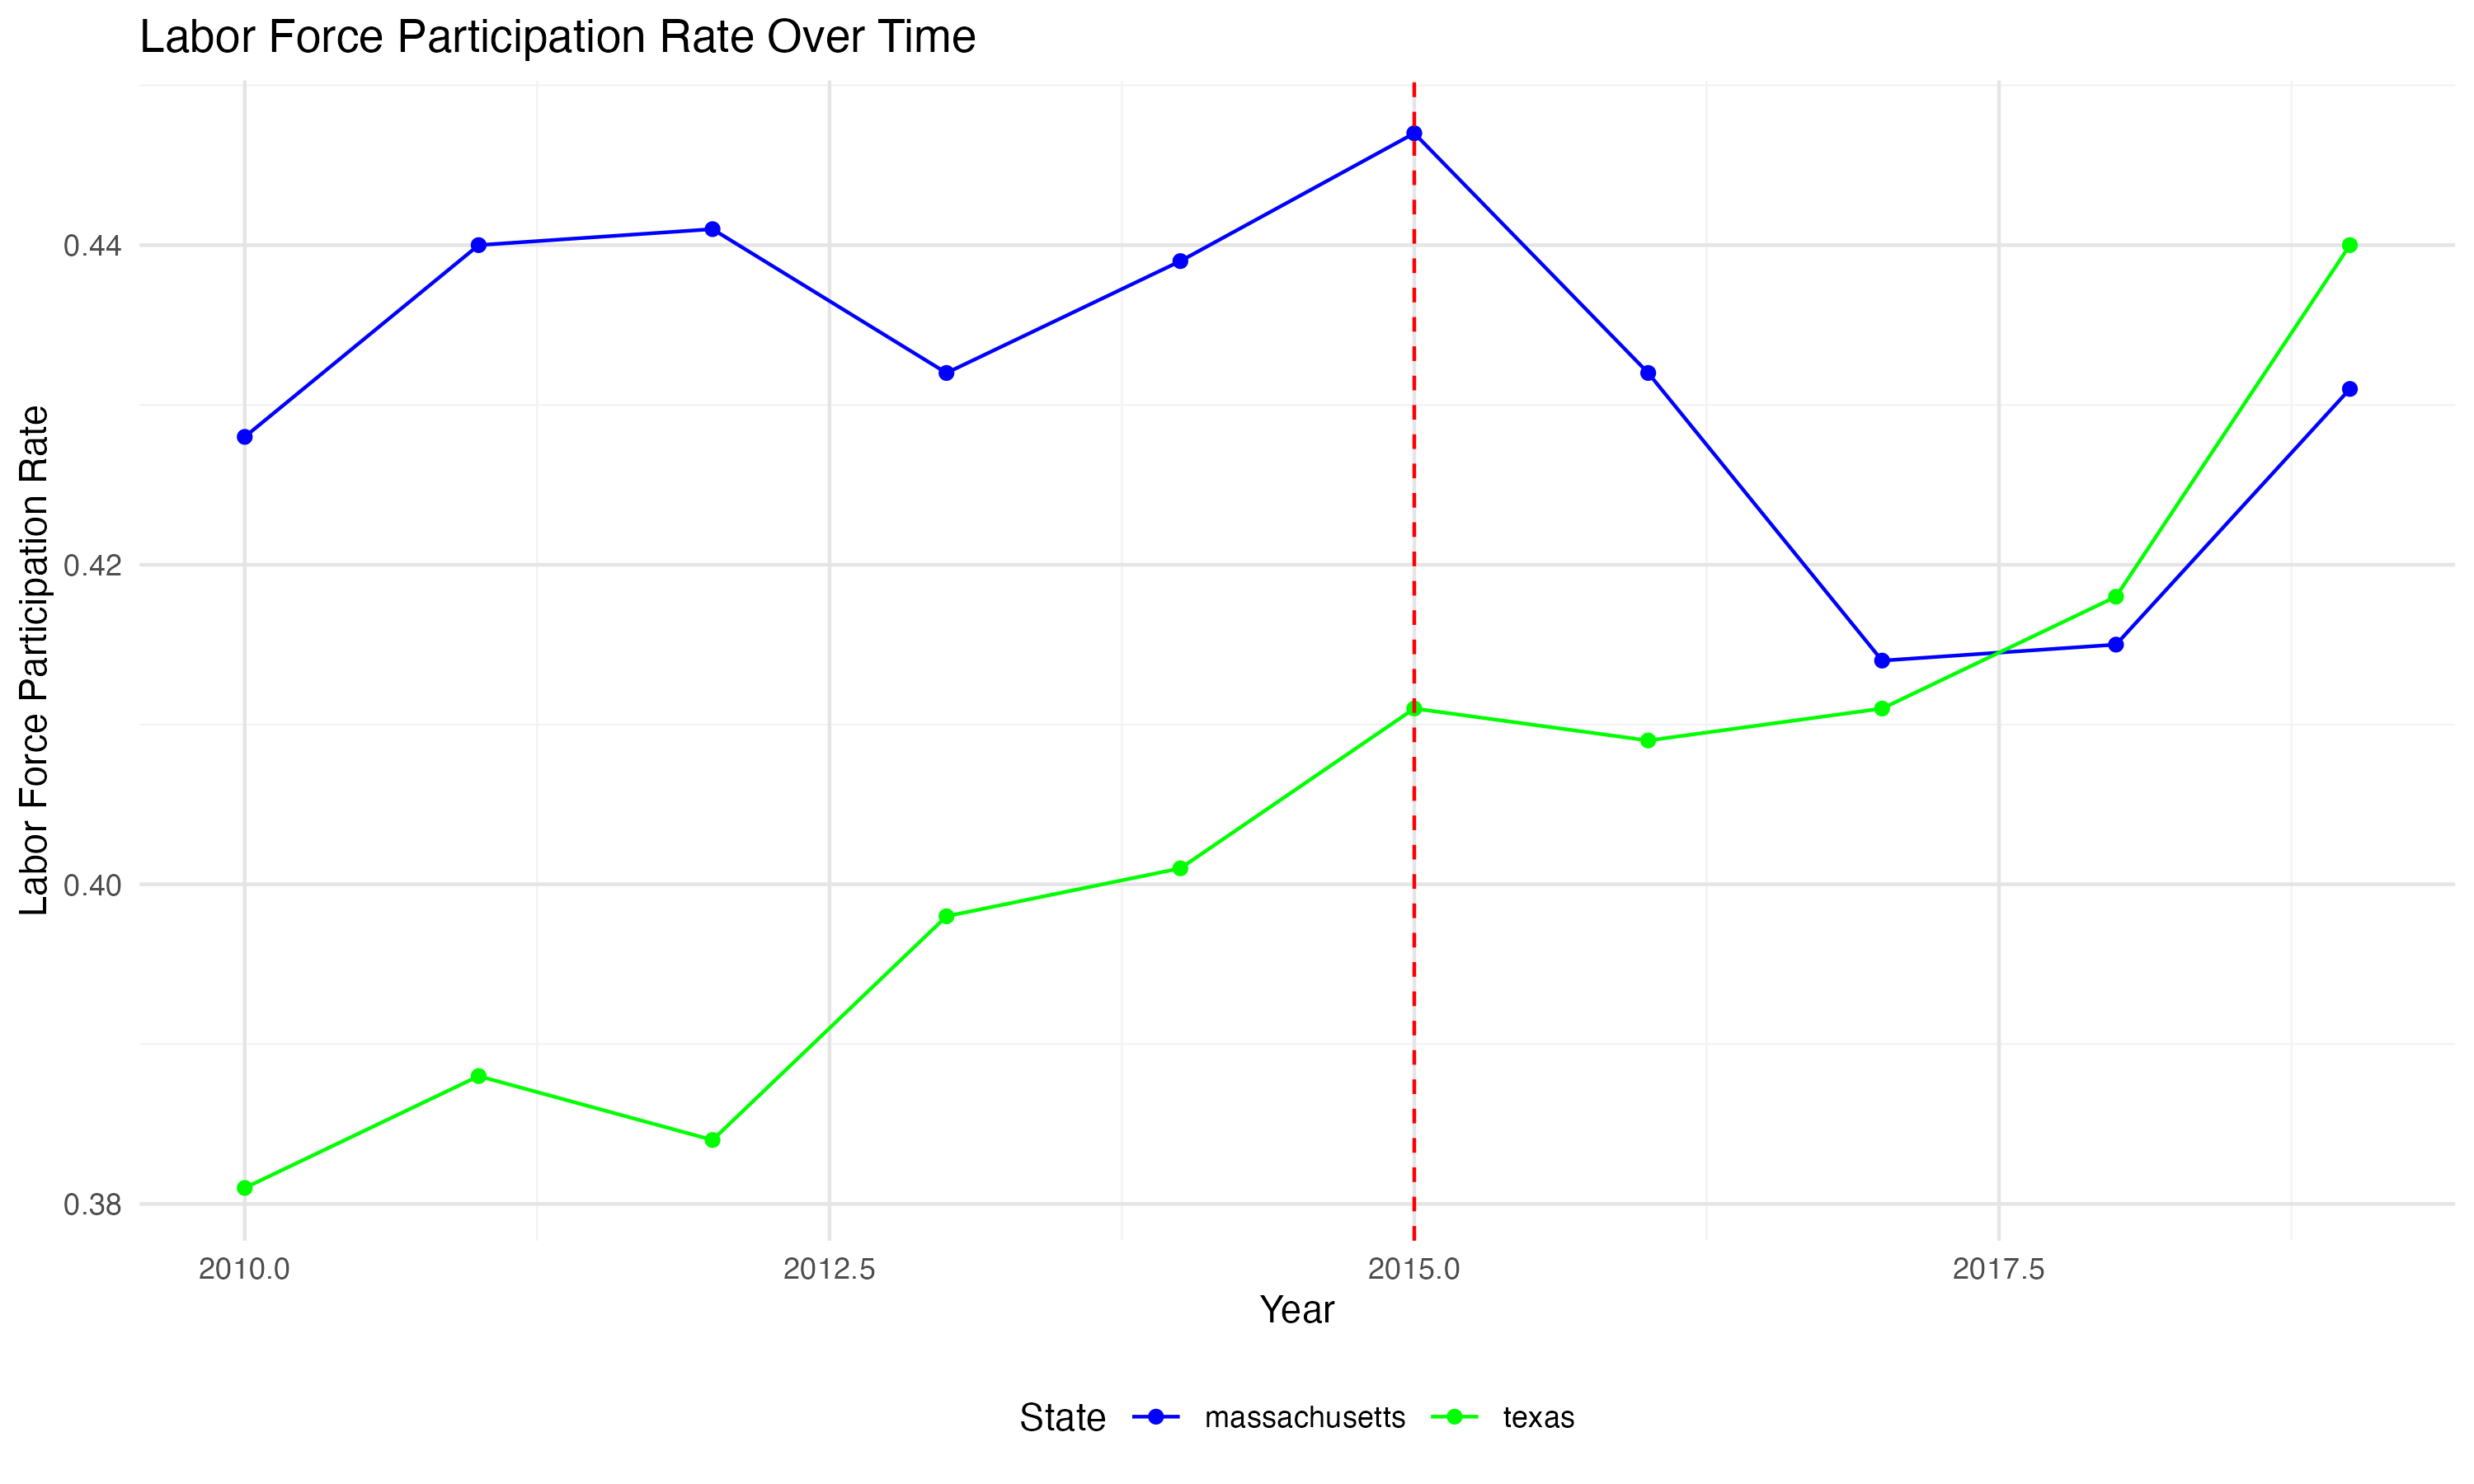 Labor Force Participation Rate Over Time
Labor Force Participation Rate
0.44
0.42
0.40
0.38
2010.0 2012.5 2015.0 2017.5
Year
State massachusetts texas